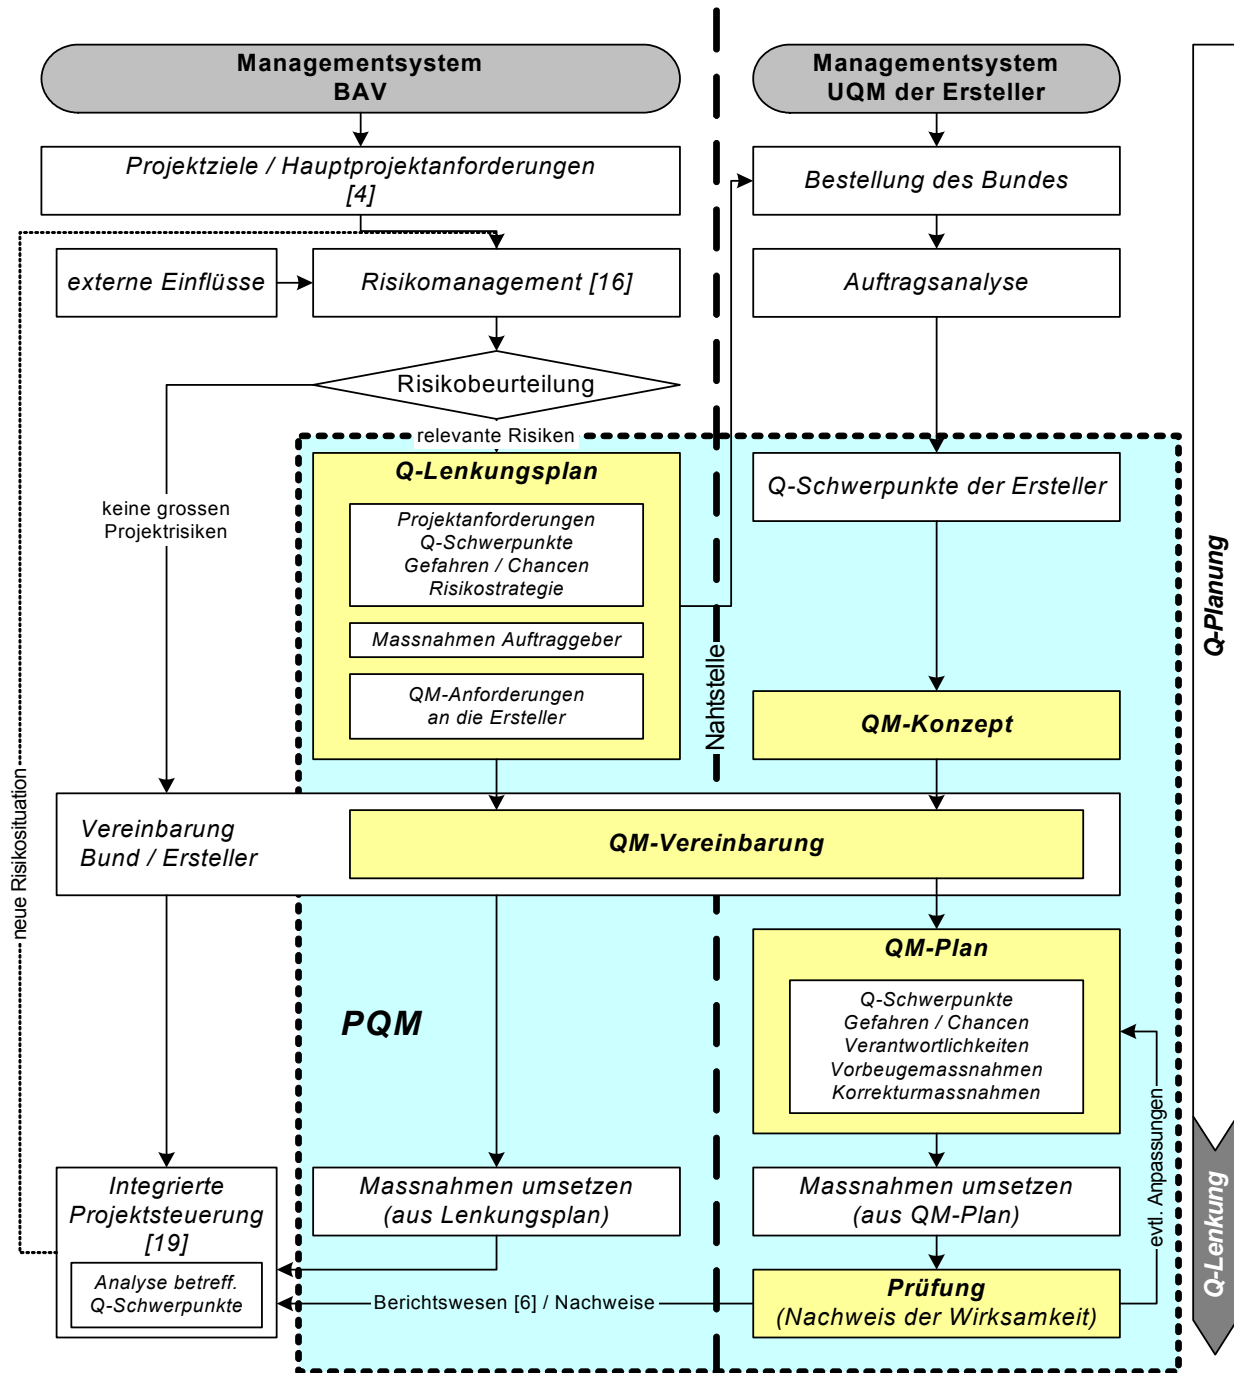 Managementsystem
BAV
Managementsystem
UQM der Ersteller
Projektziele / Hauptprojektanforderungen
[4]
Bestellung des Bundes
externe Einflüsse
Risikomanagement [16]
Auftragsanalyse
Risikobeurteilung
relevante Risiken
keine grossen
Projektrisiken
Q-Lenkungsplan
Projektanforderungen
Q-Schwerpunkte
Gefahren / Chancen
Risikostrategie
Massnahmen Auftraggeber
QM-Anforderungen
an die Ersteller
Nahtstelle
Q-Schwerpunkte der Ersteller
QM-Konzept
Q-Planung
Vereinbarung
Bund / Ersteller
QM-Vereinbarung
neue Risikosituation
PQM
QM-Plan
Q-Schwerpunkte
Gefahren / Chancen
Verantwortlichkeiten
Vorbeugemassnahmen
Korrekturmassnahmen
evtl. Anpassungen
Integrierte
Projektsteuerung
[19]
Analyse betreff.
Q-Schwerpunkte
Massnahmen umsetzen
(aus Lenkungsplan)
Massnahmen umsetzen
(aus QM-Plan)
Berichtswesen [6] / Nachweise
Prüfung
(Nachweis der Wirksamkeit)
Q-Lenkung